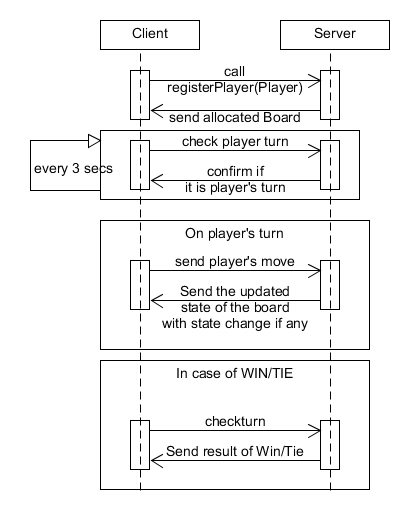 Client
Server
call
registerPlayer(Player)
send allocated Board
check player turn
every 3 secs
confirm if
it is player's turn
On player's turn
send player's move
Send the updated
state of the board
with state change if any
In case of WIN/TIE
checkturn
Send result of Win/Tie